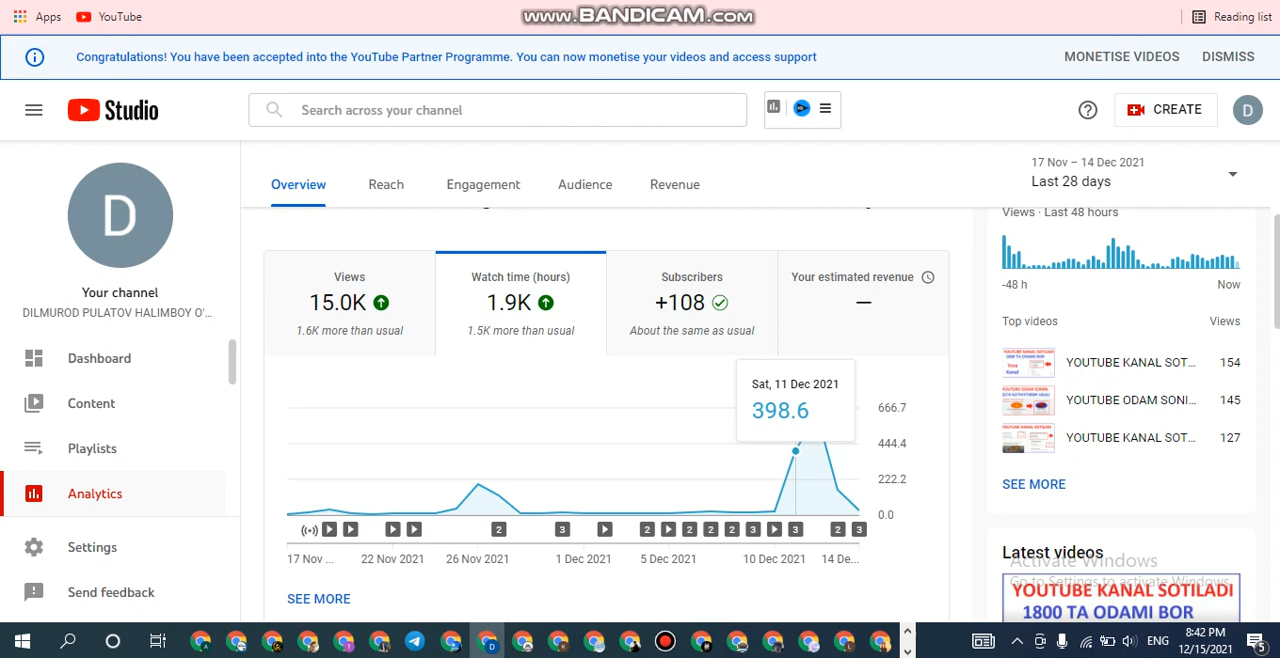 Apps YouTube www.BANDICAM.com Reading list
Congratulations! You have been accepted into the YouTube Partner Programme. You can now monetise your videos and access support MONETISE VIDEOS DISMISS
Studio Search across your channel CREATE D
D
Your channel
DILMUROD PULATOV HALIMBOY O'...
Dashboard
Content
Playlists
Analytics
Settings
Send feedback
Overview Reach Engagement Audience Revenue
17 Nov – 14 Dec 2021
Last 28 days
Views Watch time (hours) Subscribers Your estimated revenue
15.0K 1.9K +108 —
1.6K more than usual 1.5K more than usual About the same as usual
Sat, 11 Dec 2021
398.6
666.7
444.4
222.2
0.0
2 3 2 2 2 2 3 3 2 3
17 Nov ... 22 Nov 2021 26 Nov 2021 1 Dec 2021 5 Dec 2021 10 Dec 2021 14 De...
SEE MORE
Views · Last 48 hours
-48 h Now
Top videos Views
YOUTUBE KANAL SOT... 154
YOUTUBE ODAM SONI... 145
YOUTUBE KANAL SOT... 127
SEE MORE
Latest videos
Activate Windows
Go to Settings to activate Windows.
YOUTUBE KANAL SOTILADI
1800 TA ODAMI BOR
ENG 8:42 PM
12/15/2021
5